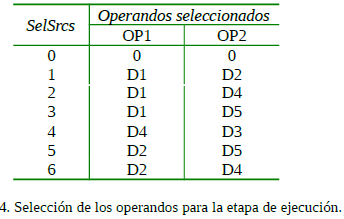 SelSrcs Operandos seleccionados
OP1 OP2
0 0 0
1 D1 D2
2 D1 D4
3 D1 D5
4 D4 D3
5 D2 D5
6 D2 D4
4. Selección de los operandos para la etapa de ejecución.